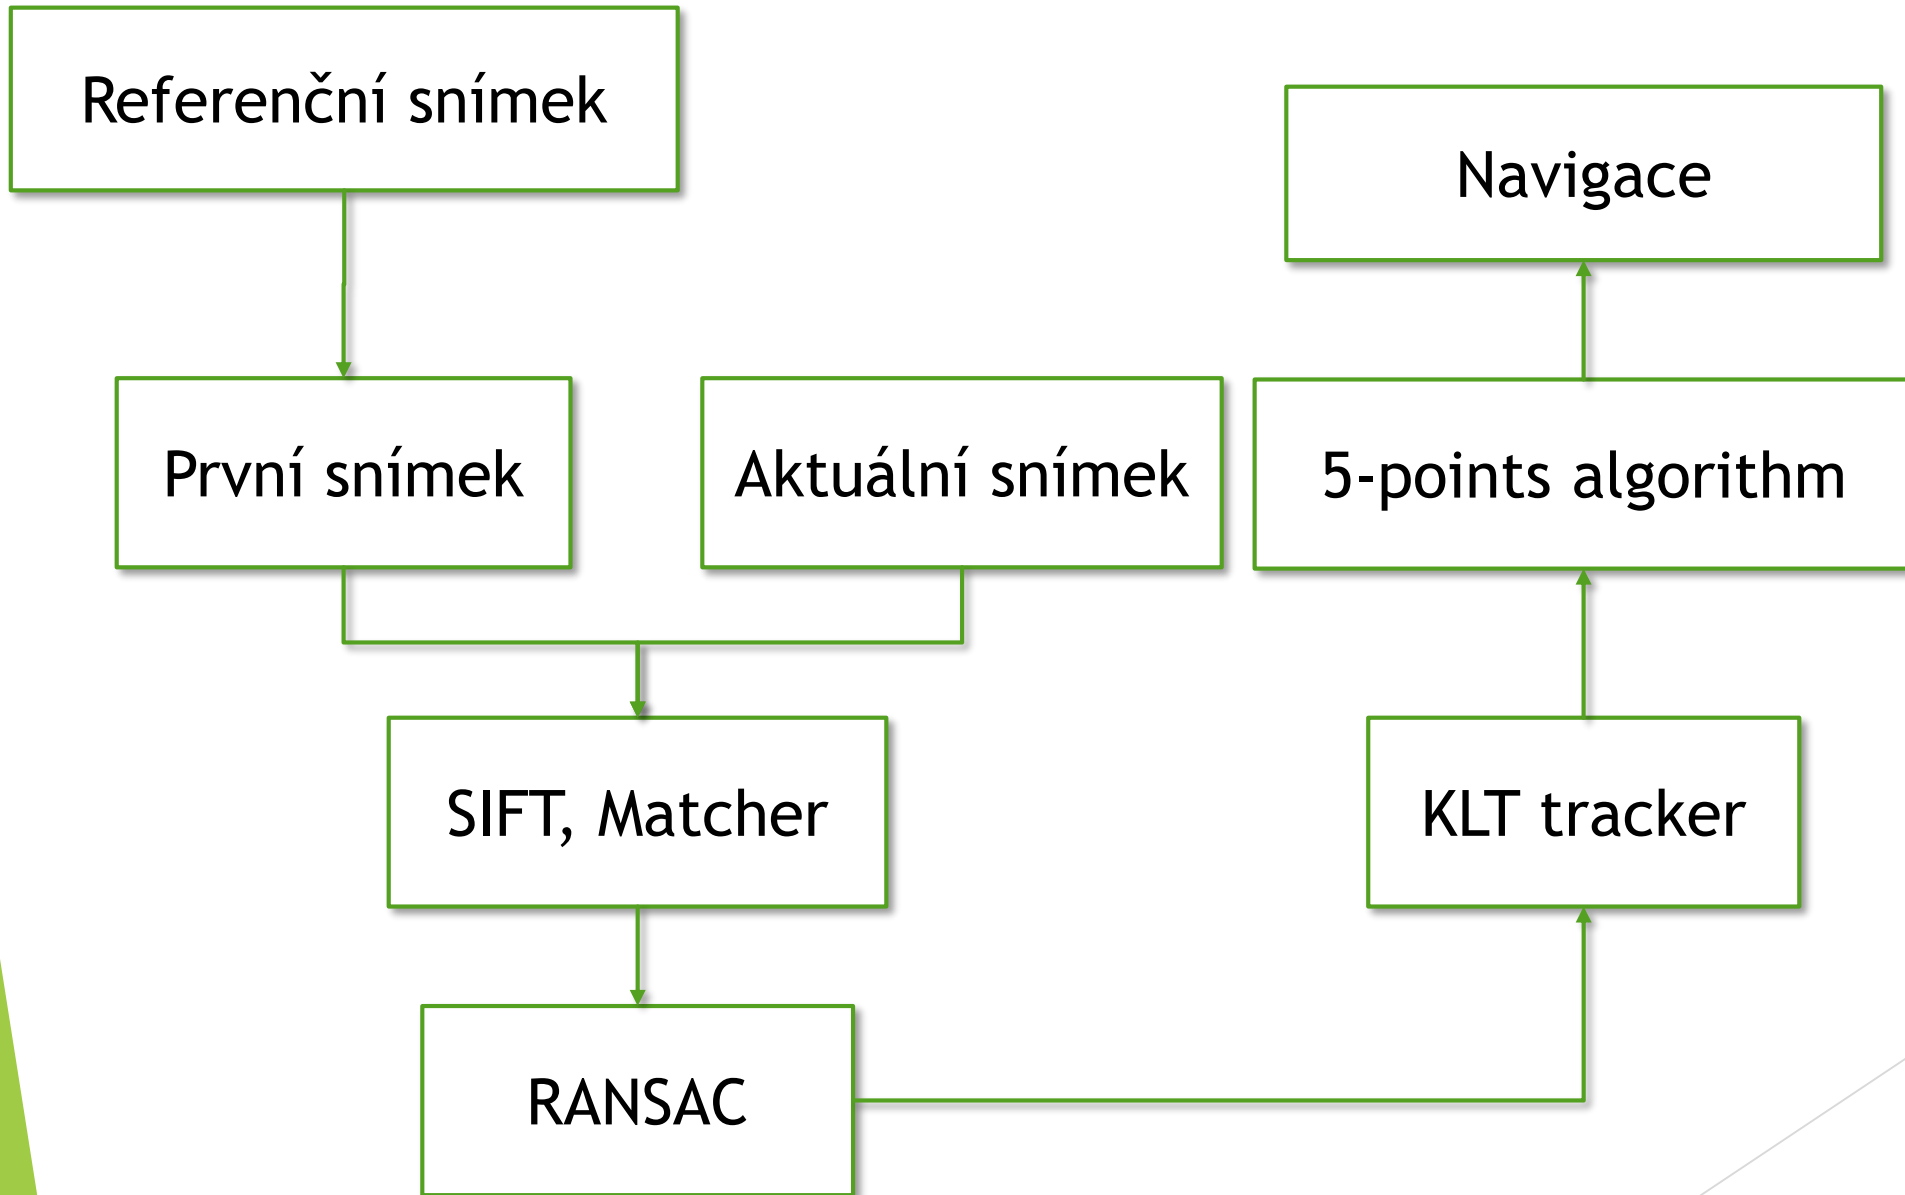 Referenční snímek
Navigace
První snímek
Aktuální snímek
5-points algorithm
SIFT, Matcher
KLT tracker
RANSAC